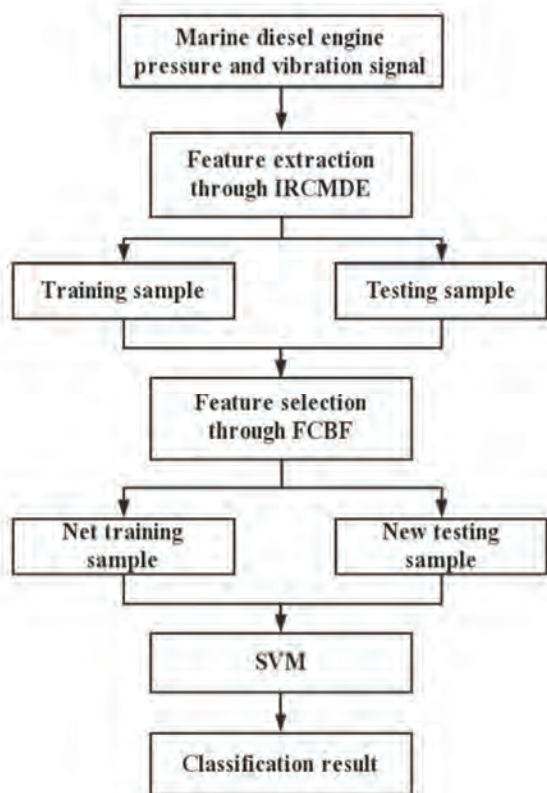 Marine diesel engine
pressure and vibration signal
Feature extraction
through IRCMDE
Training sample
Testing sample
Feature selection
through FCBF
Net training
sample
New testing
sample
SVM
Classification result